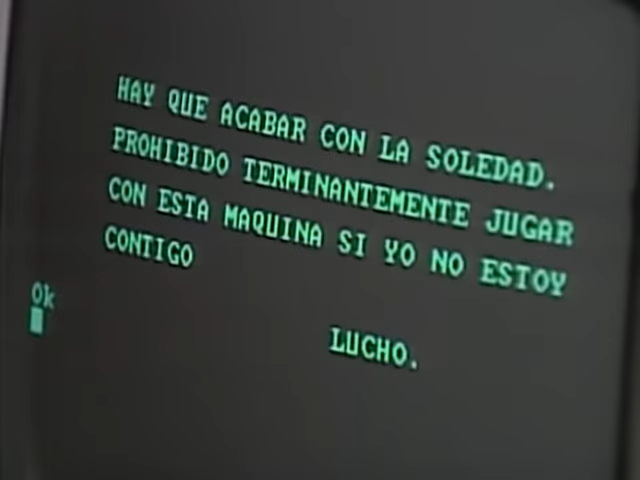 HAY QUE ACABAR CON LA SOLEDAD.
PROHIBIDO TERMINANTEMENTE JUGAR
CON ESTA MAQUINA SI YO NO ESTOY
CONTIGO
Ok
LUCHO.